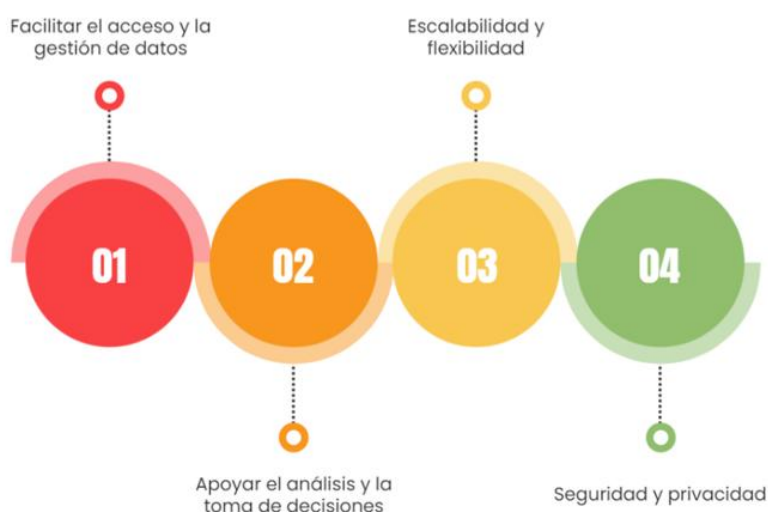 Facilitar el acceso y la
gestión de datos
Escalabilidad y
flexibilidad
01
02
03
04
Apoyar el análisis y la
toma de decisiones
Seguridad y privacidad